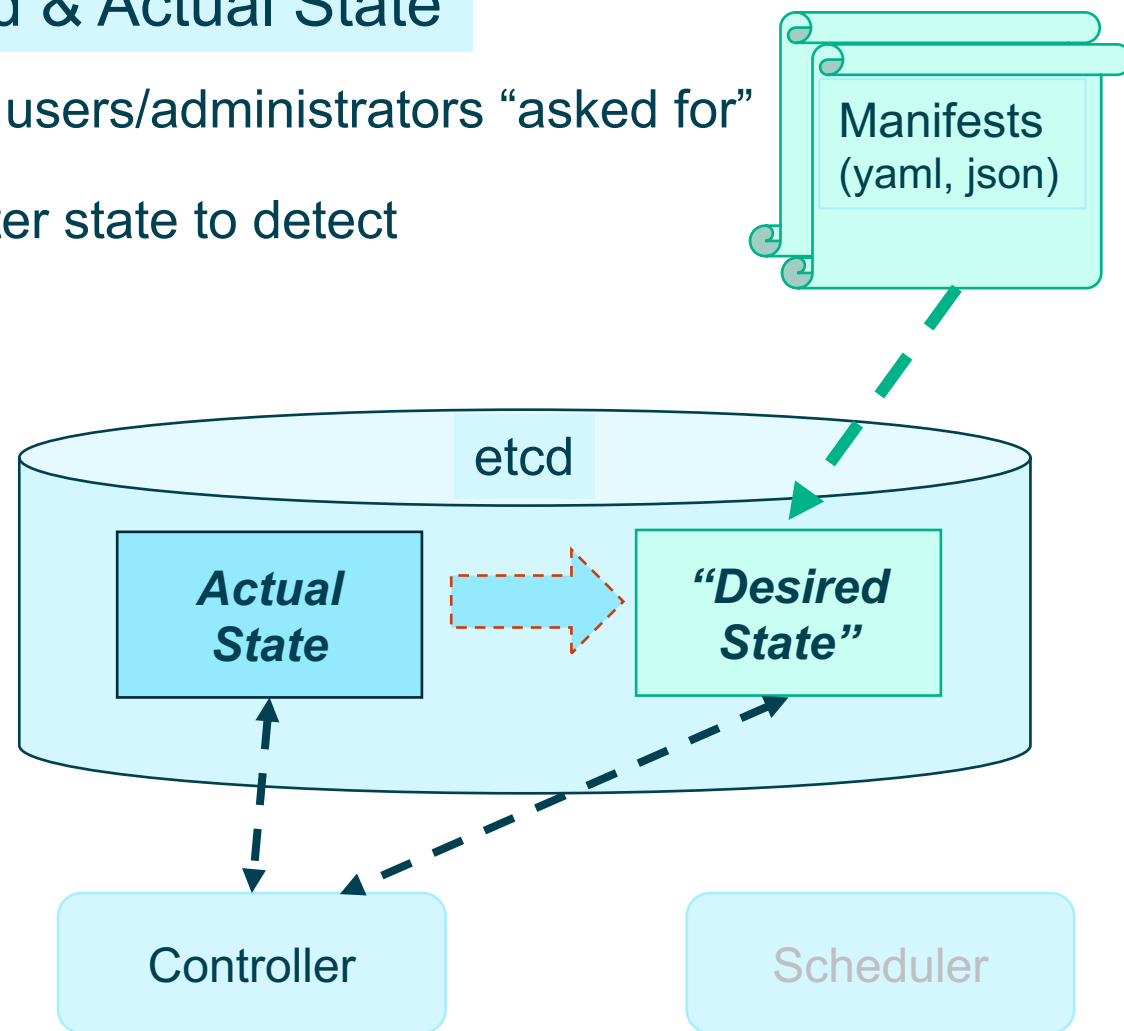 & Actual State
users/administrators “asked for”
state to detect
Manifests
(yaml, json)
etcd
Actual
State
“Desired
State”
Controller
Scheduler